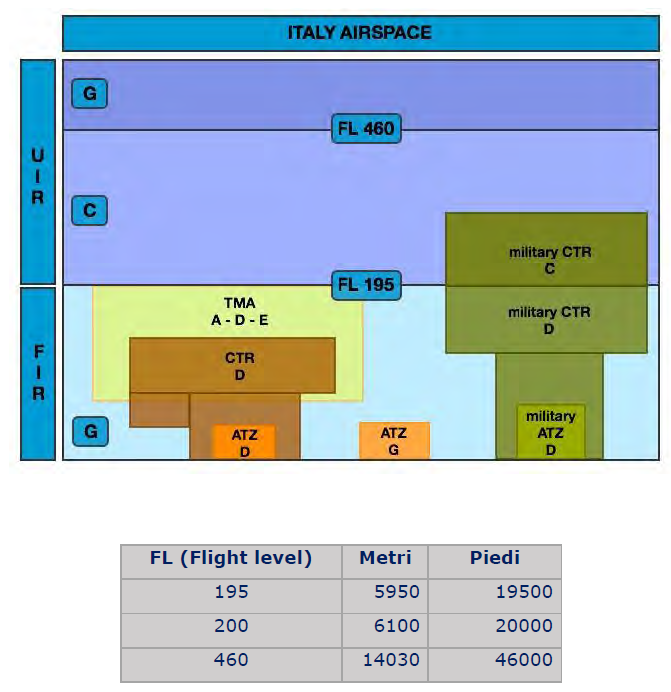 ITALY AIRSPACE
G
FL 460
U
I
R
C
military CTR
C
FL 195
TMA
A - D - E
military CTR
D
CTR
D
F
I
R
G
ATZ
D
ATZ
G
military
ATZ
D
FL (Flight level) Metri Piedi
195 5950 19500
200 6100 20000
460 14030 46000